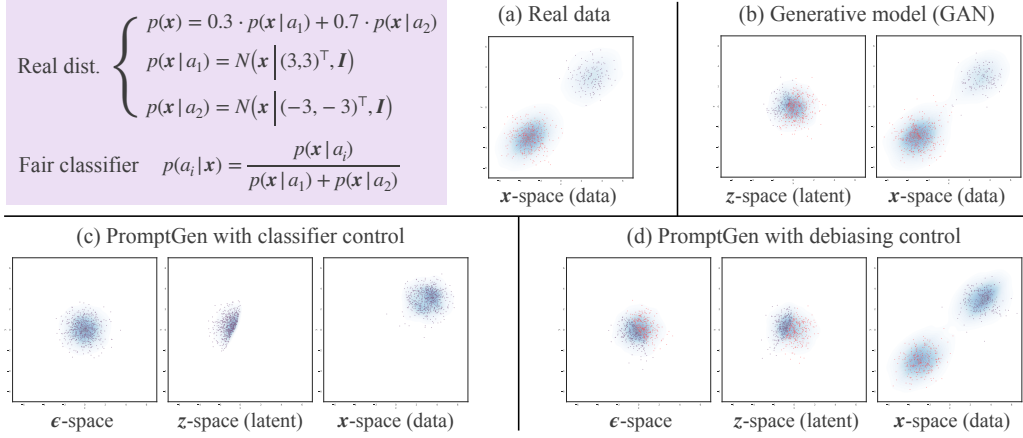 Real dist.
p(x) = 0.3 · p(x | a₁) + 0.7 · p(x | a₂)
p(x | a₁) = N(x | (3,3)ᵀ, I)
p(x | a₂) = N(x | (−3, −3)ᵀ, I)
Fair classifier p(aᵢ|x) = p(x | aᵢ) / p(x | a₁) + p(x | a₂)
(a) Real data
x-space (data)
(b) Generative model (GAN)
z-space (latent) x-space (data)
(c) PromptGen with classifier control
ϵ-space z-space (latent) x-space (data)
(d) PromptGen with debiasing control
ϵ-space z-space (latent) x-space (data)